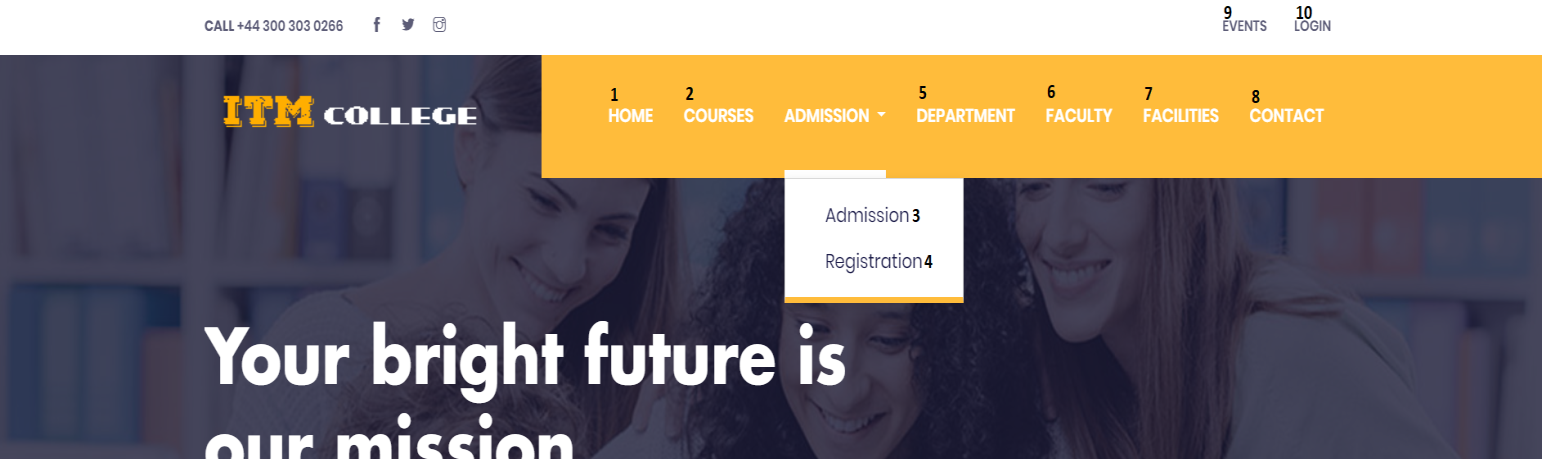 CALL +44 300 303 0266
9 10
EVENTS LOGIN
ITM COLLEGE
1 2 5 6 7 8
HOME COURSES ADMISSION DEPARTMENT FACULTY FACILITIES CONTACT
Admission 3
Registration 4
Your bright future is
our mission